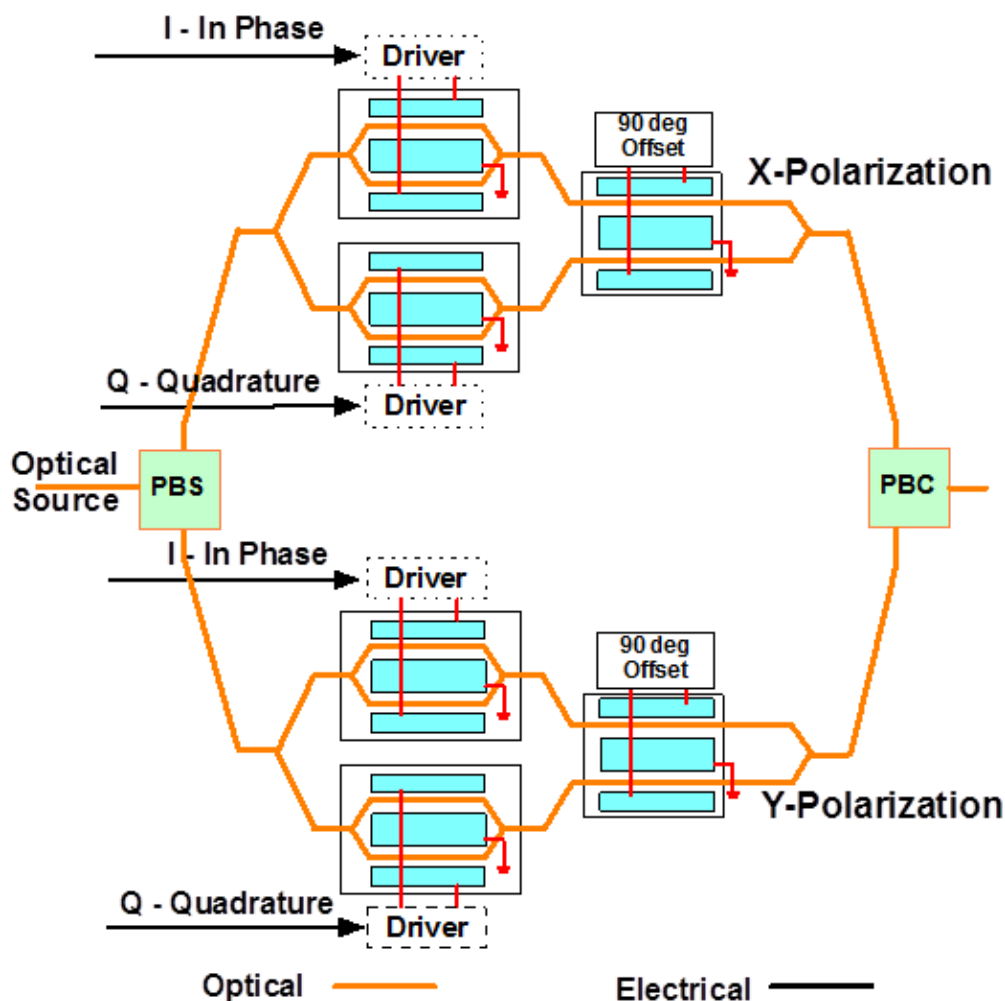 I - In Phase
Driver
90 deg
Offset
X-Polarization
Q - Quadrature
Driver
Optical
Source
PBS
PBC
I - In Phase
Driver
90 deg
Offset
Y-Polarization
Q - Quadrature
Driver
Optical
Electrical